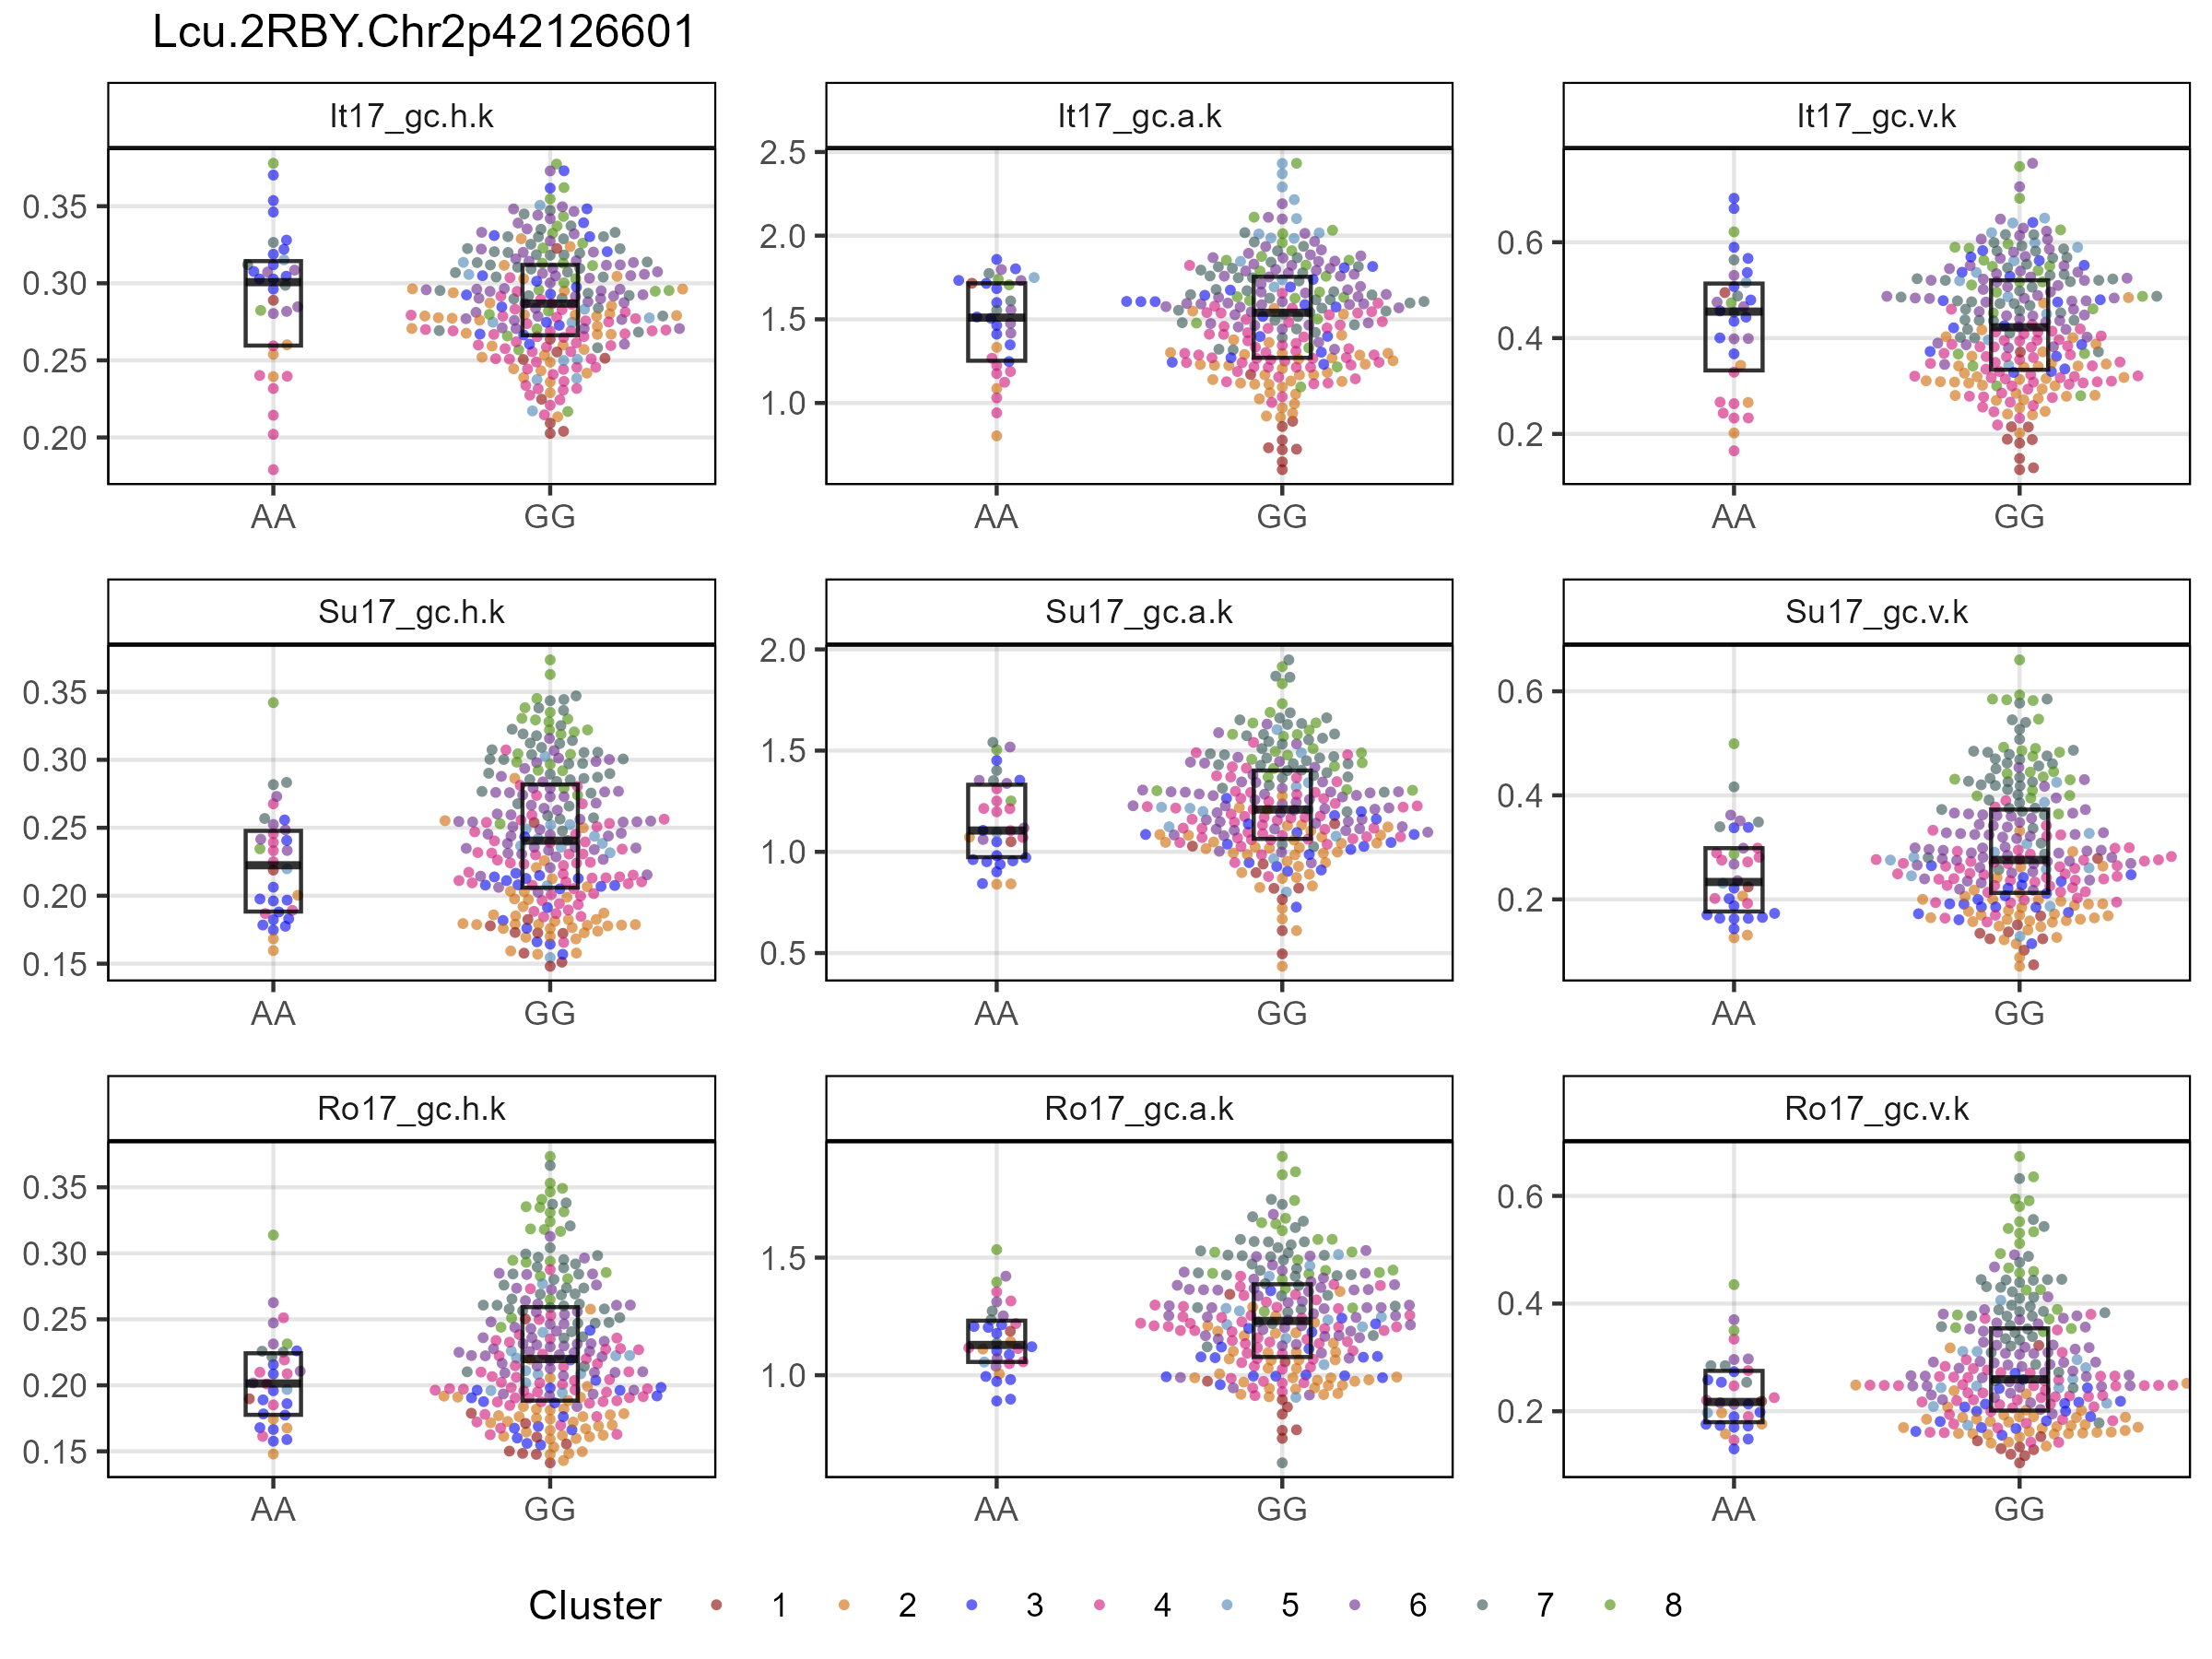 Lcu.2RBY.Chr2p42126601
It17_gc.h.k
It17_gc.a.k
It17_gc.v.k
0.35
0.30
0.25
0.20
2.5
2.0
1.5
1.0
0.6
0.4
0.2
AA GG
AA GG
AA GG
Su17_gc.h.k
Su17_gc.a.k
Su17_gc.v.k
0.35
0.30
0.25
0.20
0.15
2.0
1.5
1.0
0.5
0.6
0.4
0.2
AA GG
AA GG
AA GG
Ro17_gc.h.k
Ro17_gc.a.k
Ro17_gc.v.k
0.35
0.30
0.25
0.20
0.15
1.5
1.0
0.6
0.4
0.2
AA GG
AA GG
AA GG
Cluster 1 2 3 4 5 6 7 8